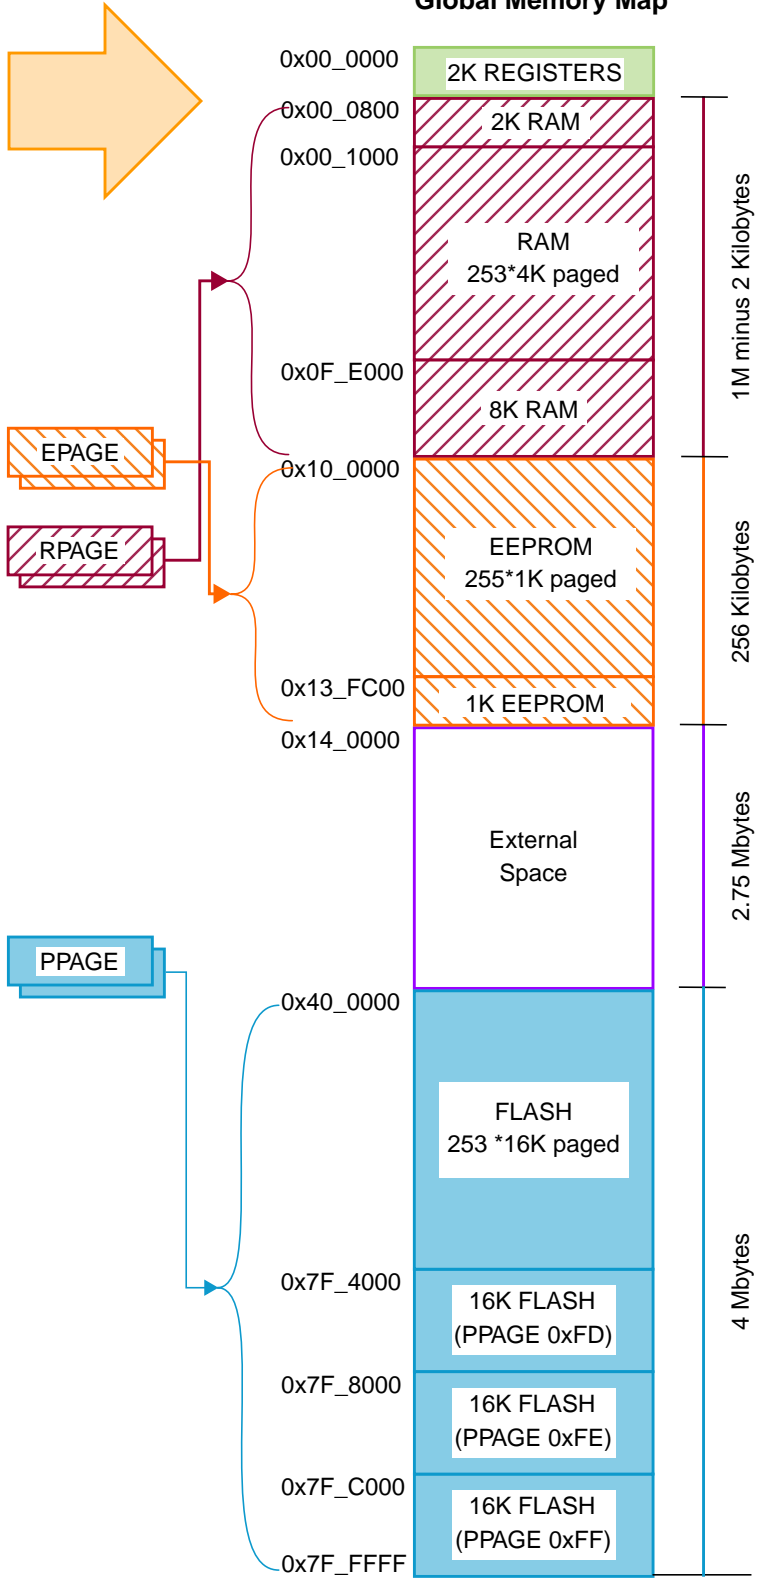 Global Memory Map
0x00_0000
2K REGISTERS
0x00_0800
2K RAM
0x00_1000
RAM
253*4K paged
1M minus 2 Kilobytes
0x0F_E000
8K RAM
EPAGE
0x10_0000
RPAGE
EEPROM
255*1K paged
256 Kilobytes
0x13_FC00
1K EEPROM
0x14_0000
External
Space
2.75 Mbytes
PPAGE
0x40_0000
FLASH
253 *16K paged
4 Mbytes
0x7F_4000
16K FLASH
(PPAGE 0xFD)
0x7F_8000
16K FLASH
(PPAGE 0xFE)
0x7F_C000
16K FLASH
(PPAGE 0xFF)
0x7F_FFFF